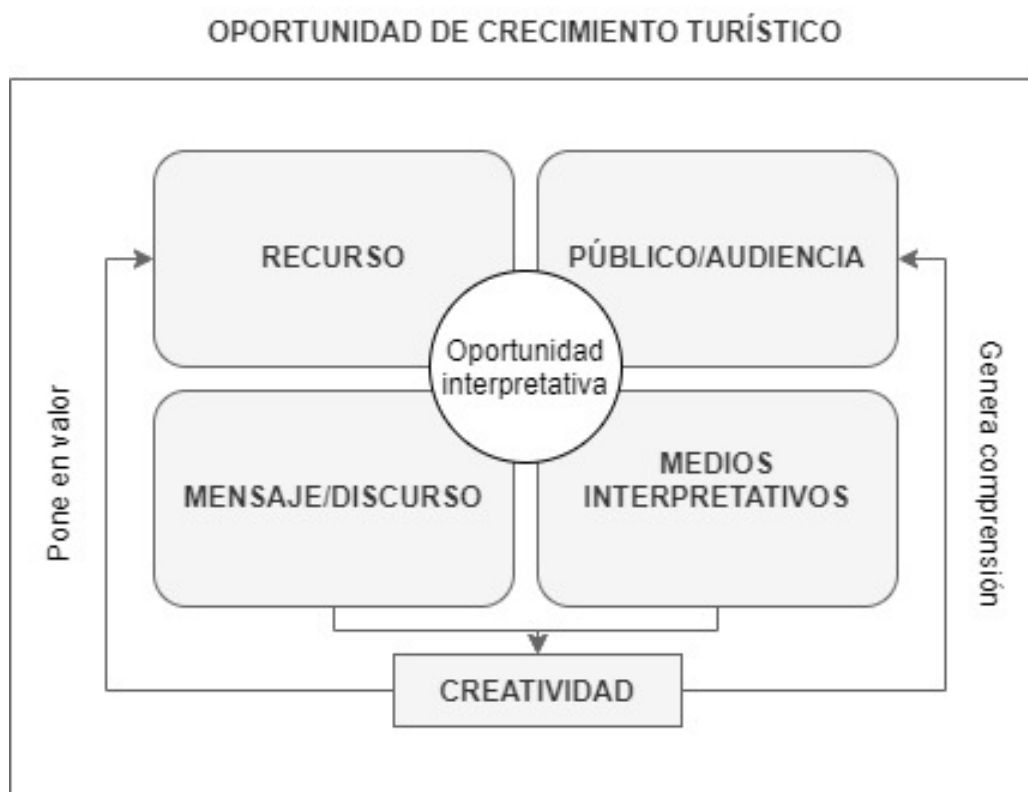 OPORTUNIDAD DE CRECIMIENTO TURÍSTICO
RECURSO
PÚBLICO/AUDIENCIA
Oportunidad
interpretativa
MENSAJE/DISCURSO
MEDIOS
INTERPRETATIVOS
Pone en valor
Genera comprensión
CREATIVIDAD